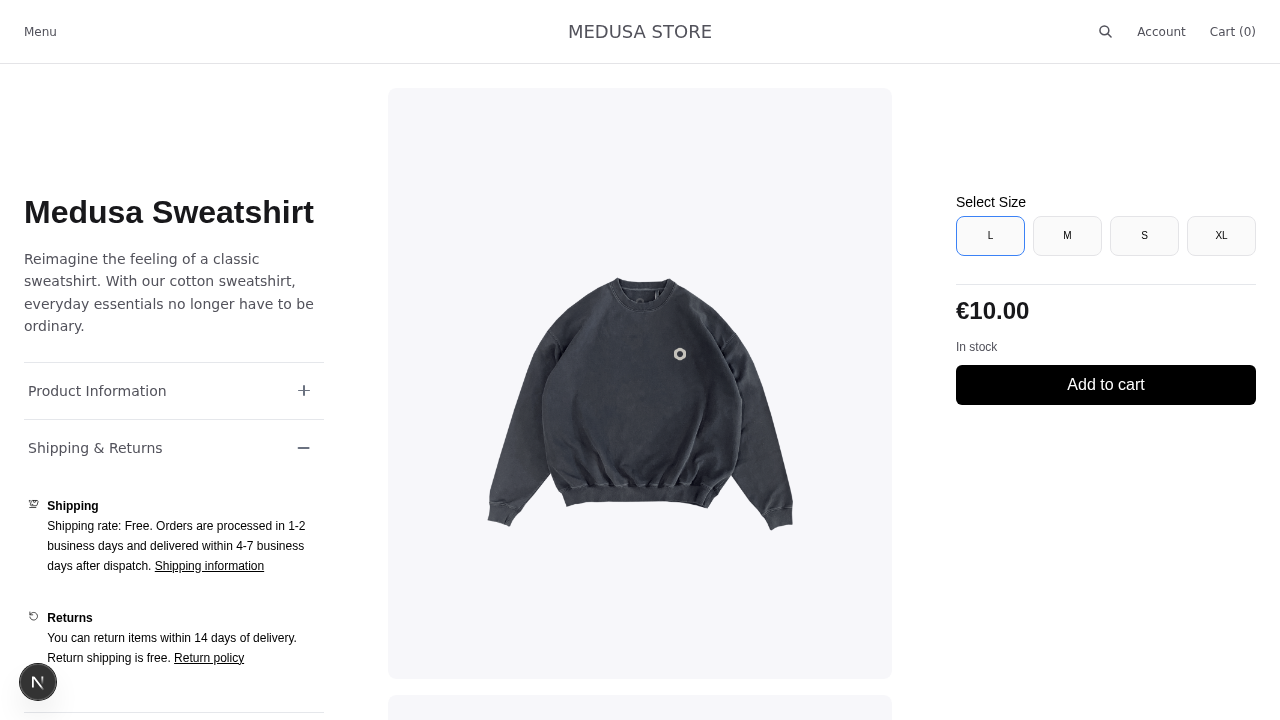 Menu
MEDUSA STORE
Account
Cart (0)
Medusa Sweatshirt
Reimagine the feeling of a classic
sweatshirt. With our cotton sweatshirt,
everyday essentials no longer have to be
ordinary.
Product Information
Shipping & Returns
Shipping
Shipping rate: Free. Orders are processed in 1-2
business days and delivered within 4-7 business
days after dispatch. Shipping information
Returns
You can return items within 14 days of delivery.
Return shipping is free. Return policy
N
Select Size
L
M
S
XL
€10.00
In stock
Add to cart